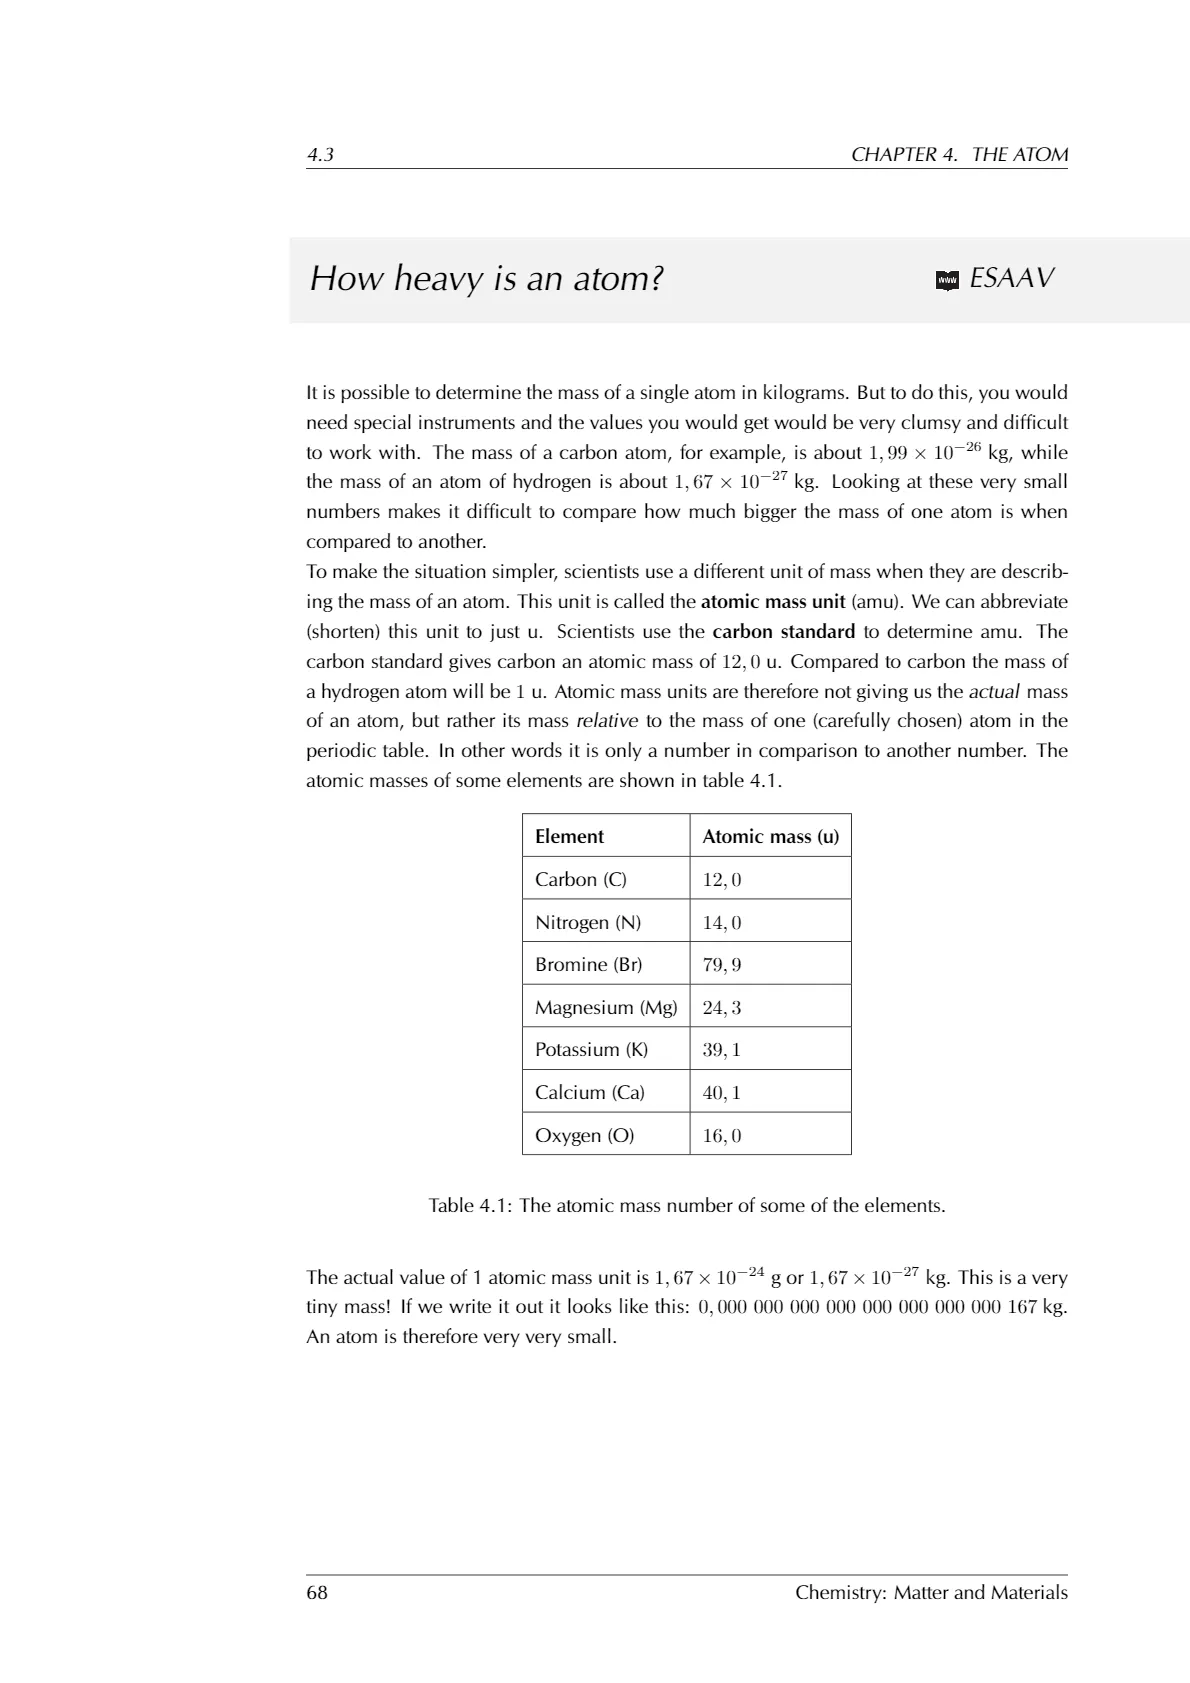 4.3 CHAPTER 4. THE ATOM
How heavy is an atom? www ESAAV
It is possible to determine the mass of a single atom in kilograms. But to do this, you would
need special instruments and the values you would get would be very clumsy and difficult
to work with. The mass of a carbon atom, for example, is about 1,99 × 10⁻²⁶ kg, while
the mass of an atom of hydrogen is about 1,67 × 10⁻²⁷ kg. Looking at these very small
numbers makes it difficult to compare how much bigger the mass of one atom is when
compared to another.
To make the situation simpler, scientists use a different unit of mass when they are describ-
ing the mass of an atom. This unit is called the atomic mass unit (amu). We can abbreviate
(shorten) this unit to just u. Scientists use the carbon standard to determine amu. The
carbon standard gives carbon an atomic mass of 12,0 u. Compared to carbon the mass of
a hydrogen atom will be 1 u. Atomic mass units are therefore not giving us the actual mass
of an atom, but rather its mass relative to the mass of one (carefully chosen) atom in the
periodic table. In other words it is only a number in comparison to another number. The
atomic masses of some elements are shown in table 4.1.
Element Atomic mass (u)
Carbon (C) 12,0
Nitrogen (N) 14,0
Bromine (Br) 79,9
Magnesium (Mg) 24,3
Potassium (K) 39,1
Calcium (Ca) 40,1
Oxygen (O) 16,0
Table 4.1: The atomic mass number of some of the elements.
The actual value of 1 atomic mass unit is 1,67 × 10⁻²⁴ g or 1,67 × 10⁻²⁷ kg. This is a very
tiny mass! If we write it out it looks like this: 0,000 000 000 000 000 000 000 000 167 kg.
An atom is therefore very very small.
68 Chemistry: Matter and Materials